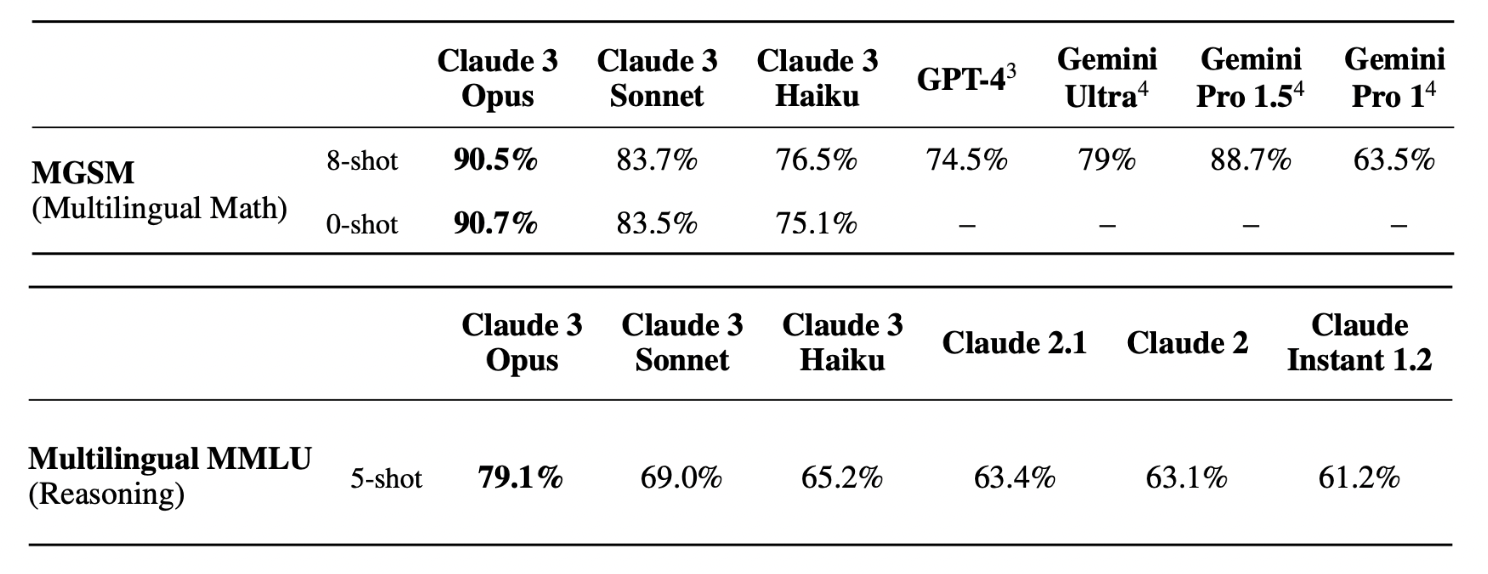 Claude 3 Opus Claude 3 Sonnet Claude 3 Haiku GPT-4³ Gemini Ultra⁴ Gemini Pro 1.5⁴ Gemini Pro 1⁴
MGSM (Multilingual Math) 8-shot 90.5% 83.7% 76.5% 74.5% 79% 88.7% 63.5%
0-shot 90.7% 83.5% 75.1% – – – –
Claude 3 Opus Claude 3 Sonnet Claude 3 Haiku Claude 2.1 Claude 2 Claude Instant 1.2
Multilingual MMLU (Reasoning) 5-shot 79.1% 69.0% 65.2% 63.4% 63.1% 61.2%